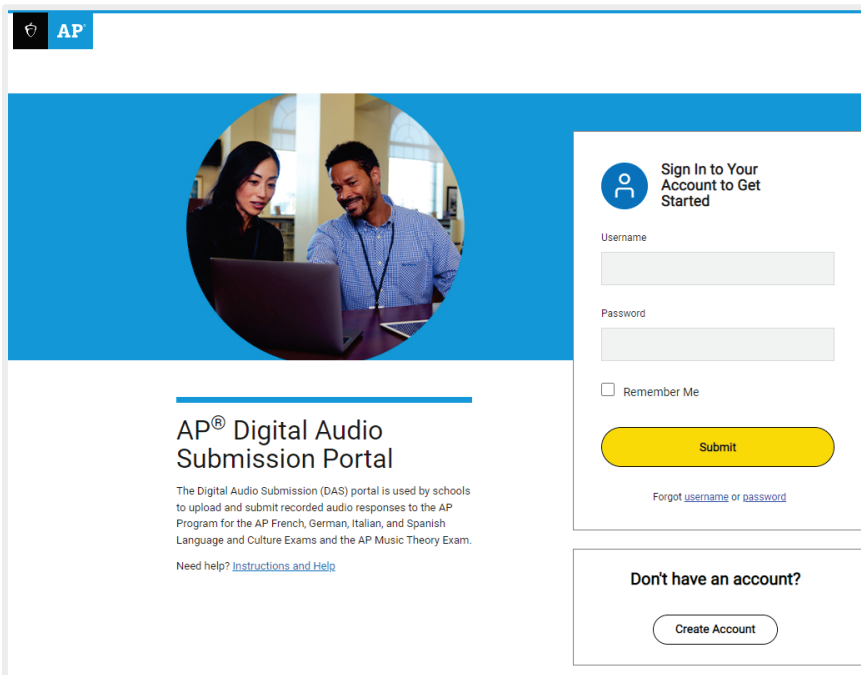 AP®
Sign In to Your
Account to Get
Started
Username
Password
Remember Me
Submit
Forgot username or password
AP® Digital Audio
Submission Portal
The Digital Audio Submission (DAS) portal is used by schools
to upload and submit recorded audio responses to the AP
Program for the AP French, German, Italian, and Spanish
Language and Culture Exams and the AP Music Theory Exam.
Need help? Instructions and Help
Don't have an account?
Create Account